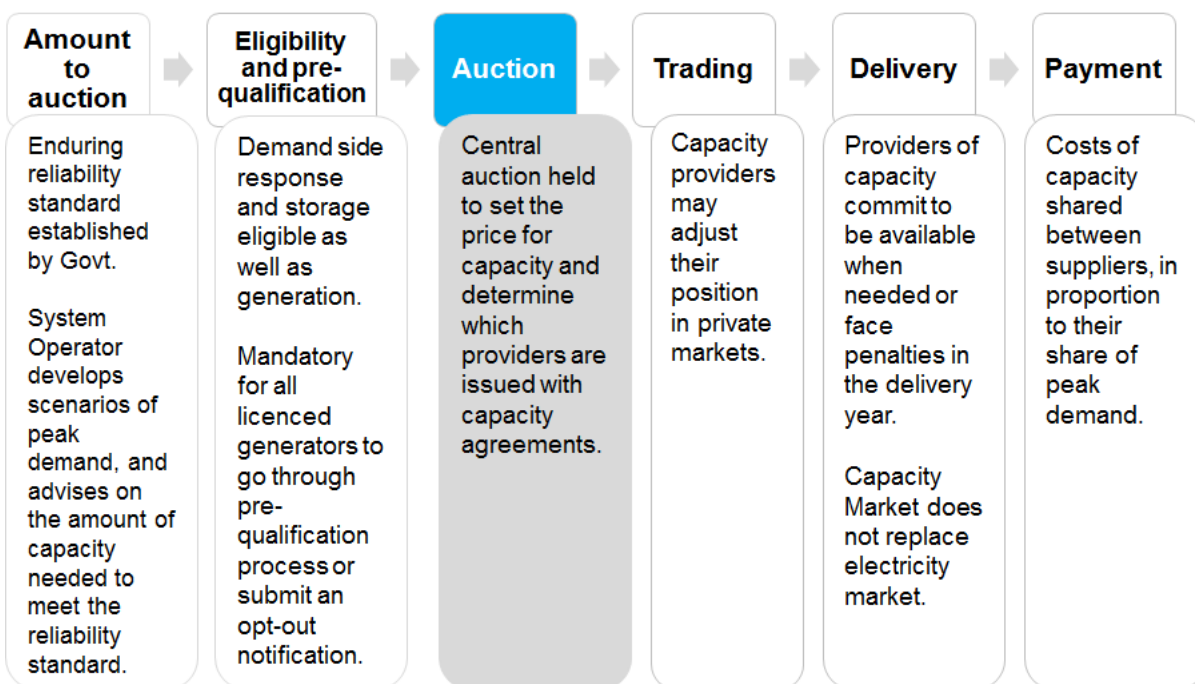 Amount
to
auction
Enduring
reliability
standard
established
by Govt.
System
Operator
develops
scenarios of
peak
demand, and
advises on
the amount of
capacity
needed to
meet the
reliability
standard.
Eligibility
and pre-
qualification
Demand side
response
and storage
eligible as
well as
generation.
Mandatory
for all
licenced
generators to
go through
pre-
qualification
process or
submit an
opt-out
notification.
Auction
Central
auction held
to set the
price for
capacity and
determine
which
providers are
issued with
capacity
agreements.
Trading
Capacity
providers
may
adjust
their
position
in private
markets.
Delivery
Providers of
capacity
commit to
be available
when
needed or
face
penalties in
the delivery
year.
Capacity
Market does
not replace
electricity
market.
Payment
Costs of
capacity
shared
between
suppliers, in
proportion
to their
share of
peak
demand.